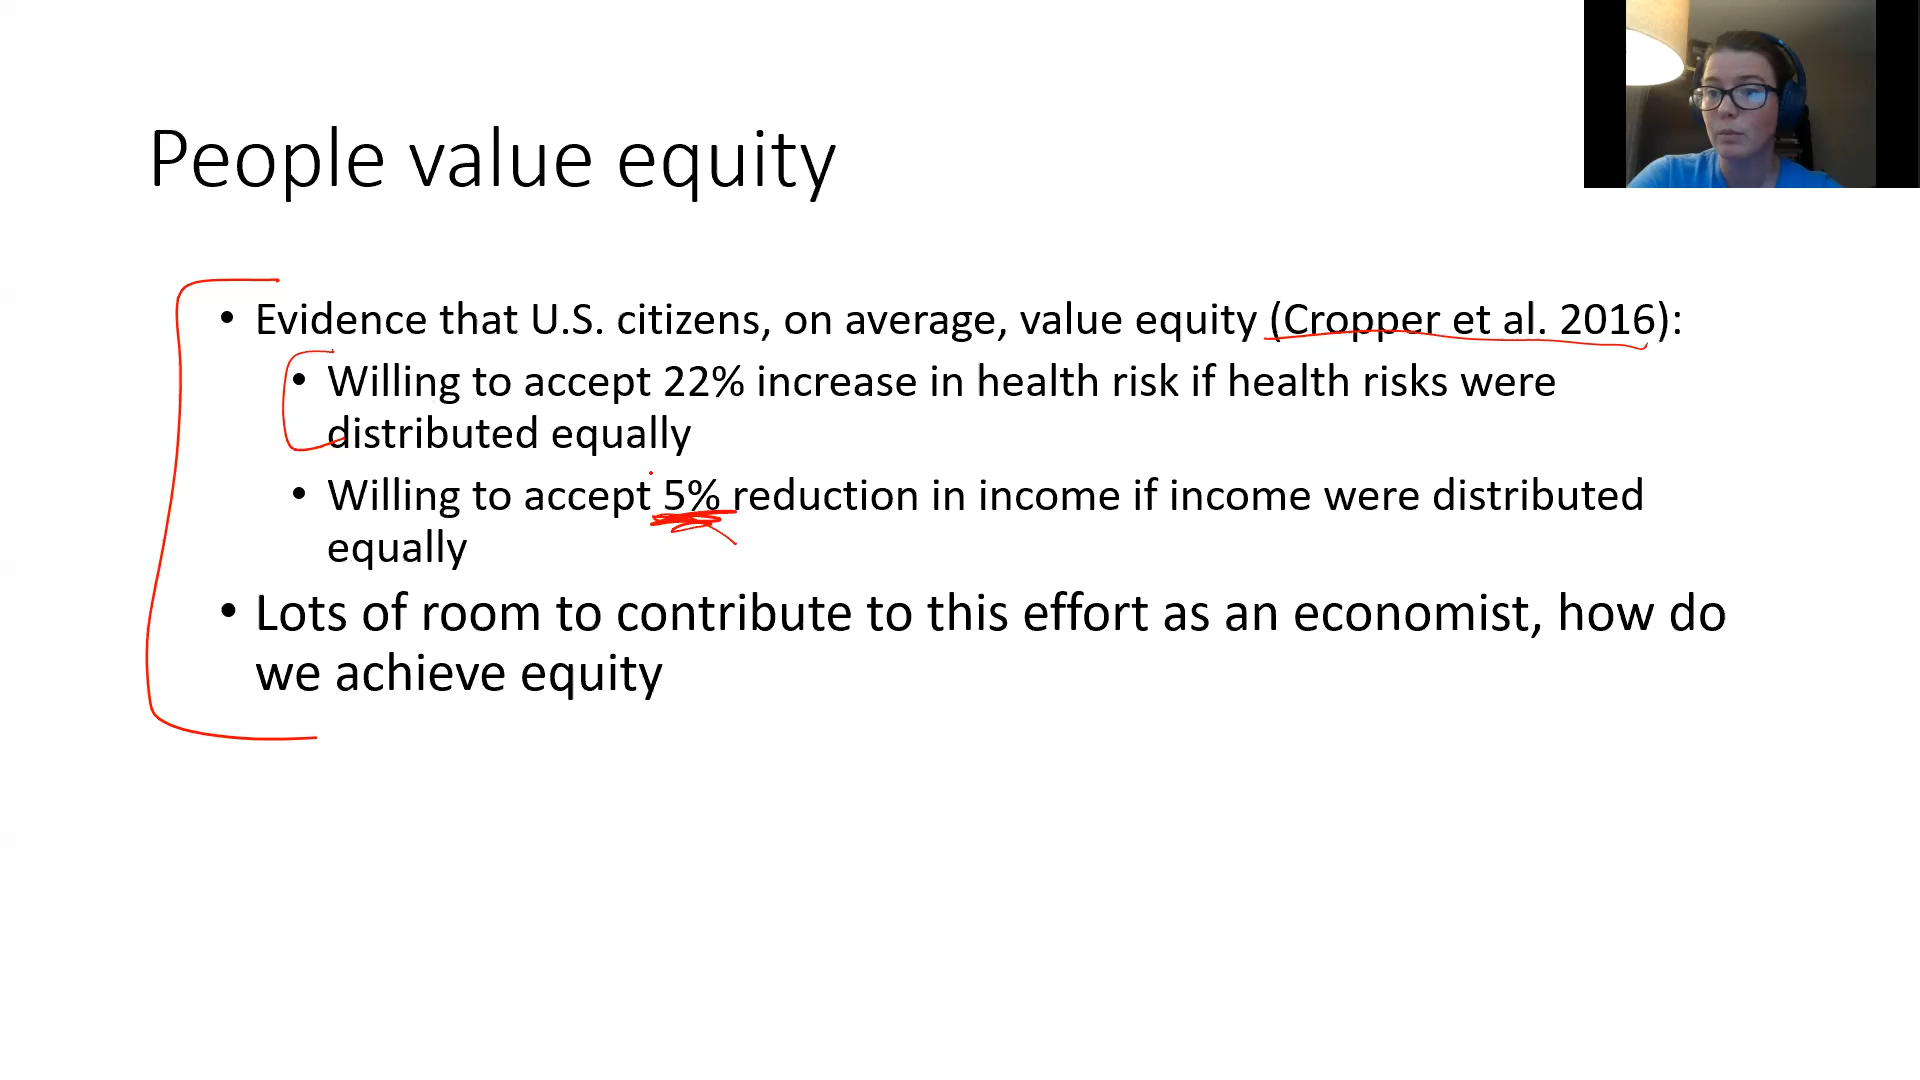 People value equity
• Evidence that U.S. citizens, on average, value equity (Cropper et al. 2016):
• Willing to accept 22% increase in health risk if health risks were
distributed equally
• Willing to accept 5% reduction in income if income were distributed
equally
• Lots of room to contribute to this effort as an economist, how do
we achieve equity